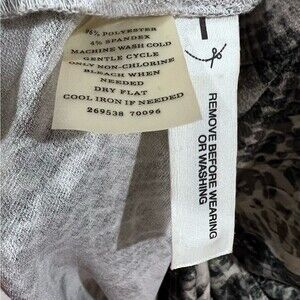 96% POLYESTER
4% SPANDEX
MACHINE WASH COLD
GENTLE CYCLE
ONLY NON-CHLORINE
BLEACH WHEN
NEEDED
DRY FLAT
COOL IRON IF NEEDED
269538 70096
REMOVE BEFORE WEARING
OR WASHING